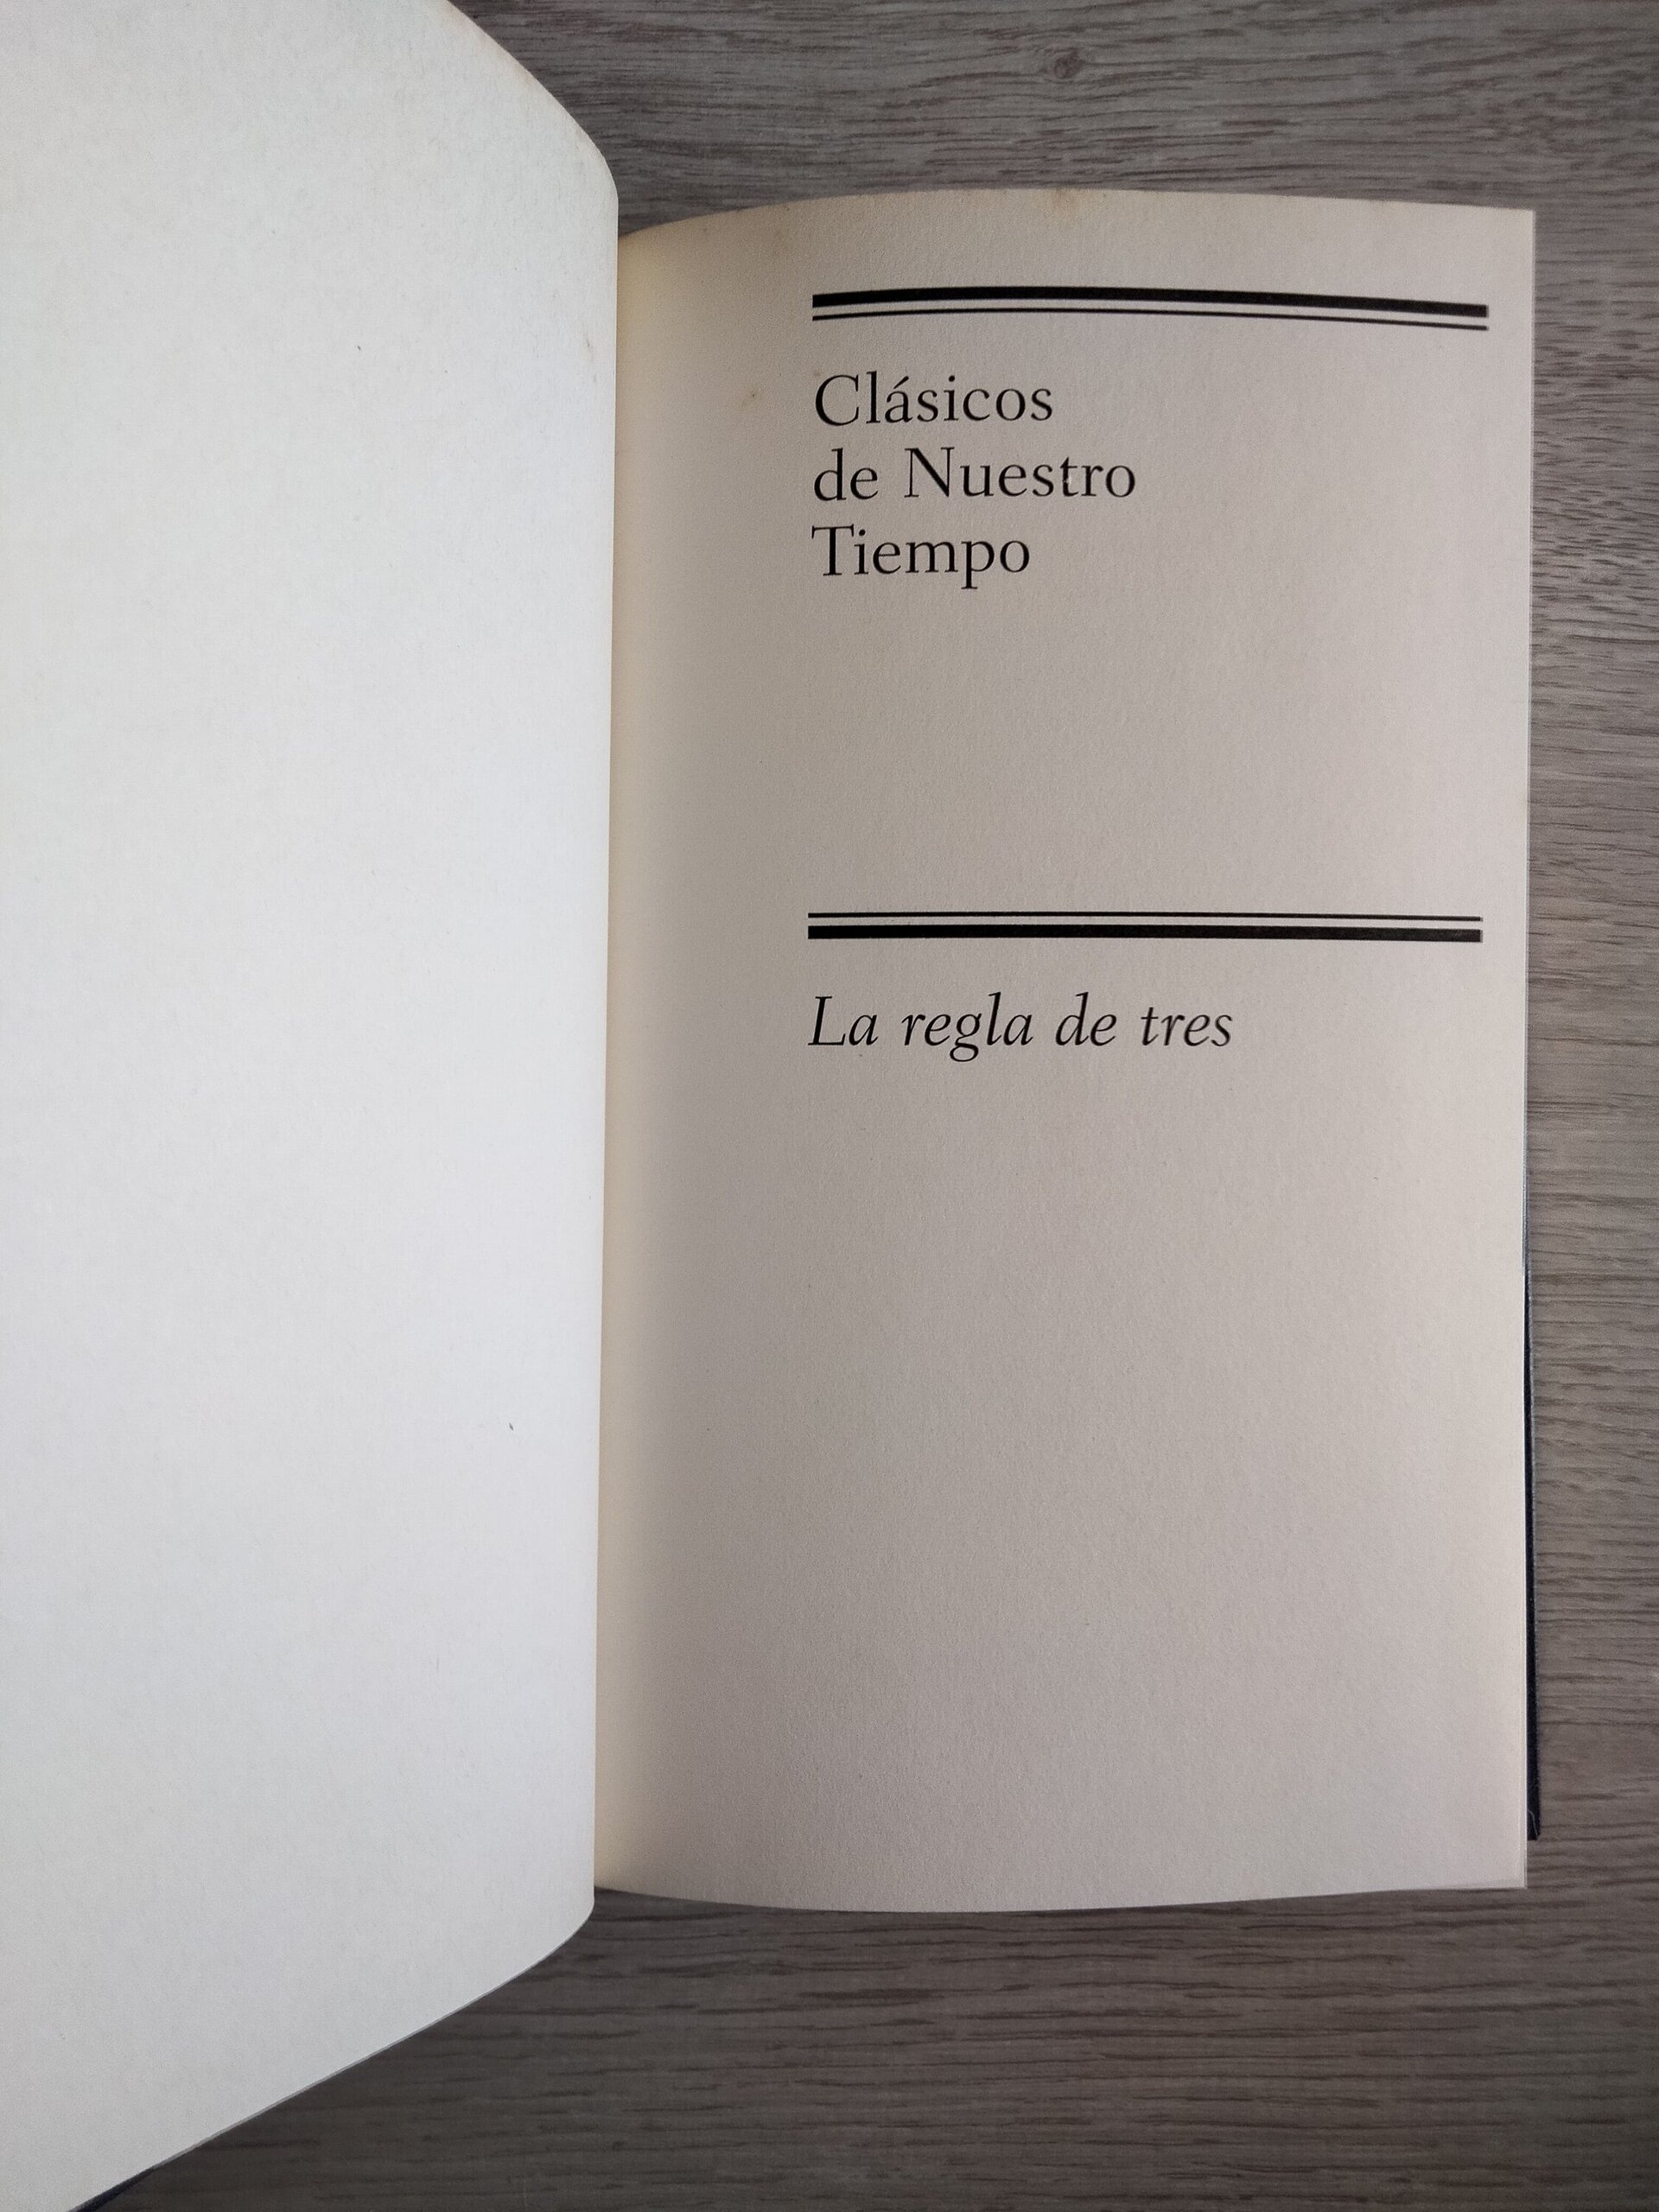 Clásicos
de Nuestro
Tiempo
La regla de tres